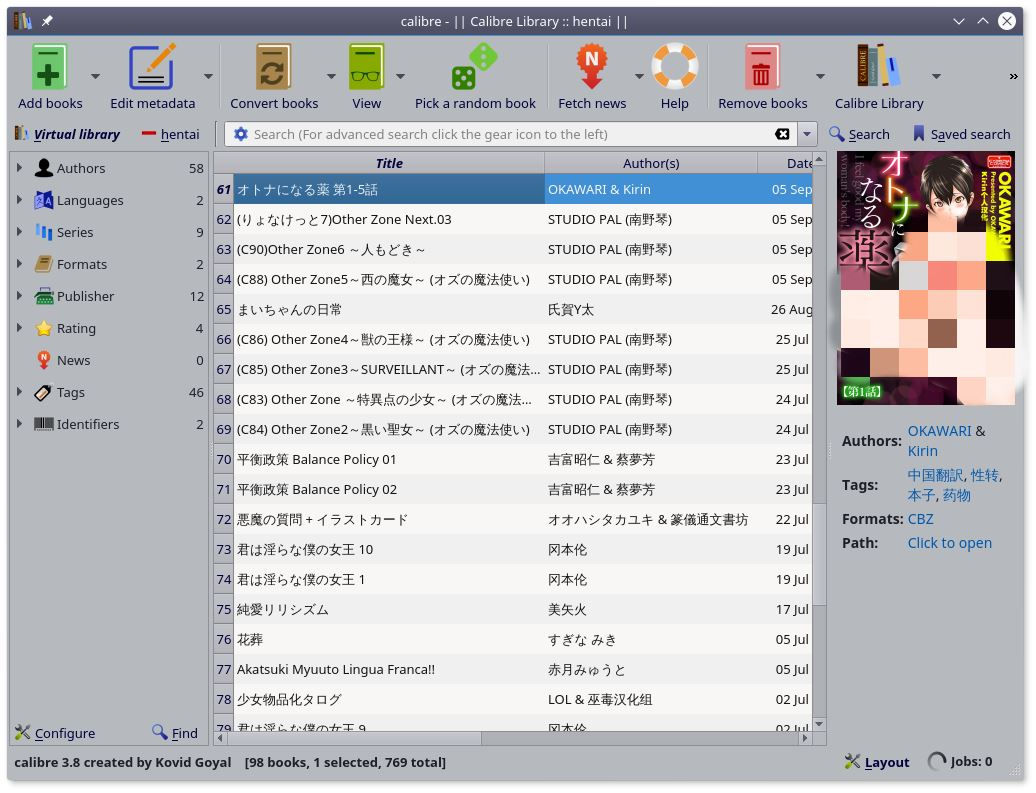 calibre - || Calibre Library :: hentai ||
Add books
Edit metadata
Convert books
View
Pick a random book
Fetch news
Help
Remove books
Calibre Library
»
Virtual library
hentai
Search (For advanced search click the gear icon to the left)
Search
Saved search
Authors 58
Languages 2
Series 9
Formats 2
Publisher 12
Rating 4
News 0
Tags 46
Identifiers 2
Configure
Find
Title Author(s) Date
61 オトナになる薬 第1-5話 OKAWARI & Kirin 05 Sep
62 (りょなけっと7)Other Zone Next.03 STUDIO PAL (南野琴) 05 Sep
63 (C90)Other Zone6 ～人もどき～ STUDIO PAL (南野琴) 05 Sep
64 (C88) Other Zone5～西の魔女～ (オズの魔法使い) STUDIO PAL (南野琴) 05 Sep
65 まいちゃんの日常 氏賀Y太 26 Aug
66 (C86) Other Zone4～獣の王様～ (オズの魔法使い) STUDIO PAL (南野琴) 25 Jul
67 (C85) Other Zone3～SURVEILLANT～ (オズの魔法… STUDIO PAL (南野琴) 25 Jul
68 (C83) Other Zone ～特異点の少女～ (オズの魔法… STUDIO PAL (南野琴) 24 Jul
69 (C84) Other Zone2～黒い聖女～ (オズの魔法使い) STUDIO PAL (南野琴) 24 Jul
70 平衡政策 Balance Policy 01 吉富昭仁 & 蔡夢芳 23 Jul
71 平衡政策 Balance Policy 02 吉富昭仁 & 蔡夢芳 23 Jul
72 悪魔の質問 + イラストカード オオハシタカユキ & 篆儀通文書坊 22 Jul
73 君は淫らな僕の女王 10 冈本伦 19 Jul
74 君は淫らな僕の女王 1 冈本伦 19 Jul
75 純愛リリシズム 美矢火 17 Jul
76 花葬 すぎな みき 05 Jul
77 Akatsuki Myuuto Lingua Franca!! 赤月みゅうと 05 Jul
78 少女物品化タログ LOL & 巫毒汉化组 02 Jul
79 君は淫らな僕の女王 9 冈本伦 02 Jul
オトナに
なる
薬
I feel good my
woman's body!
OKAWARI
Presented by OKA
Kirin个人汉化
【第1話】
Authors: OKAWARI &
Kirin
Tags: 中国翻訳, 性转,
本子, 药物
Formats: CBZ
Path: Click to open
calibre 3.8 created by Kovid Goyal [98 books, 1 selected, 769 total]
Layout
Jobs: 0